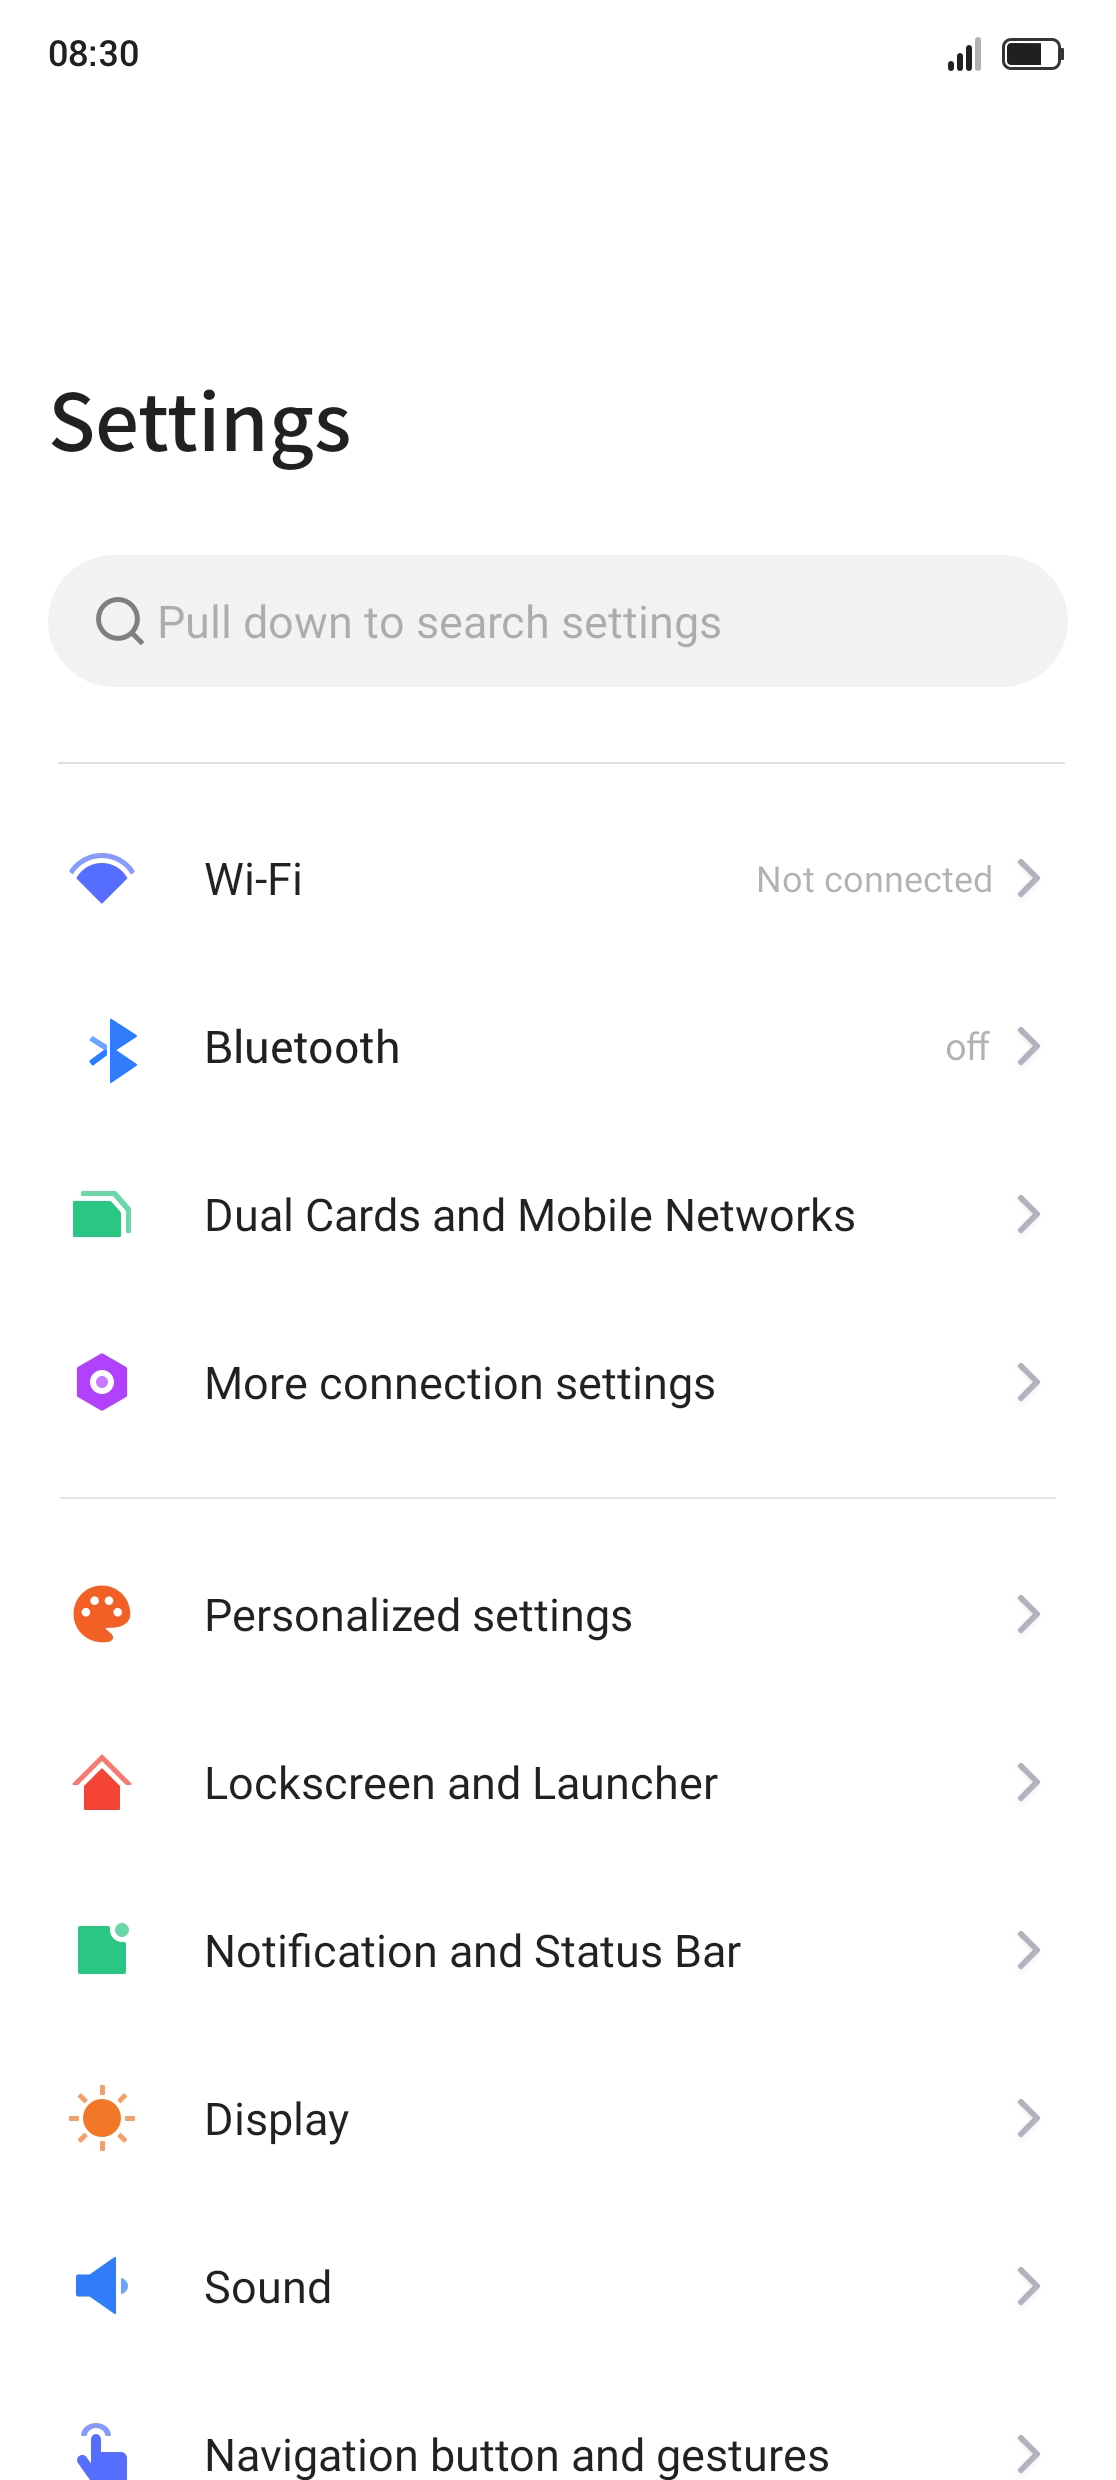 08:30
Settings
Pull down to search settings
Wi-Fi Not connected
Bluetooth off
Dual Cards and Mobile Networks
More connection settings
Personalized settings
Lockscreen and Launcher
Notification and Status Bar
Display
Sound
Navigation button and gestures